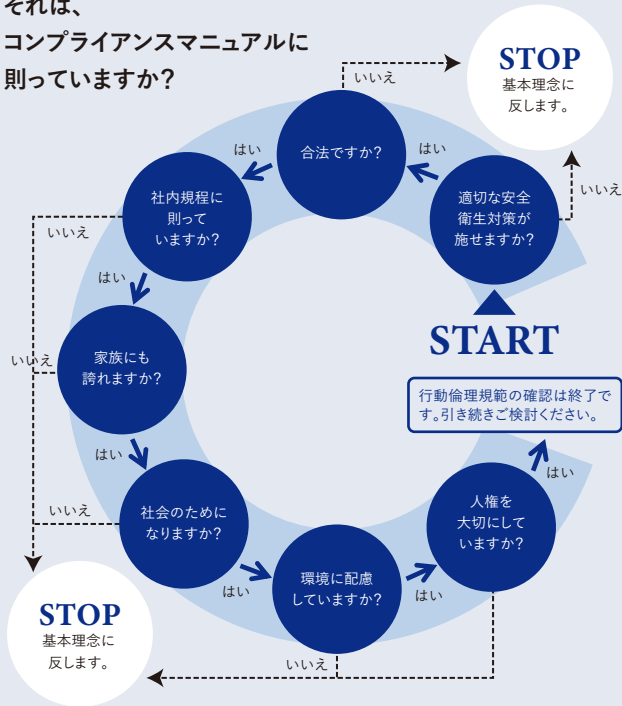 それは、
コンプライアンスマニュアルに
則っていますか?
START
適切な安全
衛生対策が
施せますか?
いいえ
STOP
基本理念に
反します。
はい
合法ですか?
いいえ
はい
社内規程に
則って
いますか?
いいえ
はい
家族にも
誇れますか?
いいえ
はい
社会のために
なりますか?
いいえ
はい
環境に配慮
していますか?
いいえ
はい
人権を
大切にして
いますか?
はい
行動倫理規範の確認は終了で
す。引き続きご検討ください。
STOP
基本理念に
反します。